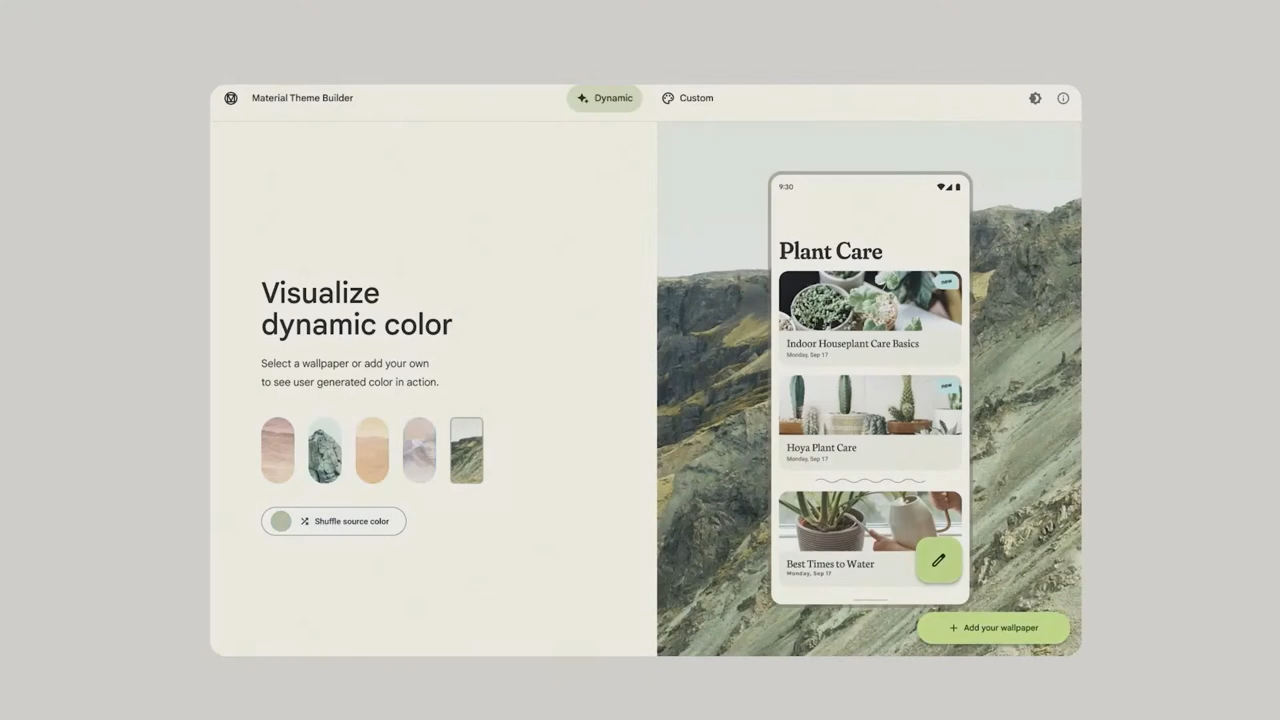 Material Theme Builder
Dynamic
Custom
Visualize
dynamic color
Select a wallpaper or add your own
to see user generated color in action.
Shuffle source color
9:30
Plant Care
new
Indoor Houseplant Care Basics
Monday, Sep 17
new
Hoya Plant Care
Monday, Sep 17
Best Times to Water
Monday, Sep 17
Add your wallpaper